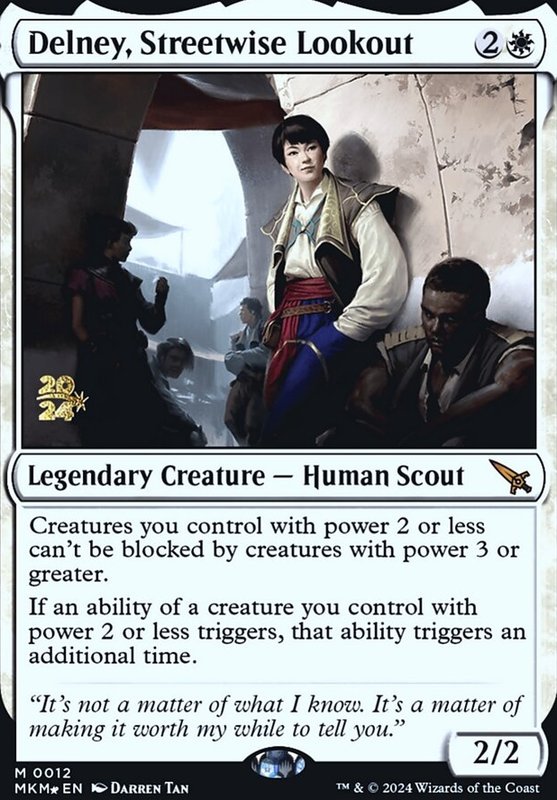 Delney, Streetwise Lookout 2
2024
Legendary Creature — Human Scout
Creatures you control with power 2 or less
can't be blocked by creatures with power 3 or
greater.
If an ability of a creature you control with
power 2 or less triggers, that ability triggers an
additional time.
"It's not a matter of what I know. It's a matter of
making it worth my while to tell you."
2/2
M 0012
MKM★EN DARREN TAN
™ & © 2024 Wizards of the Coast